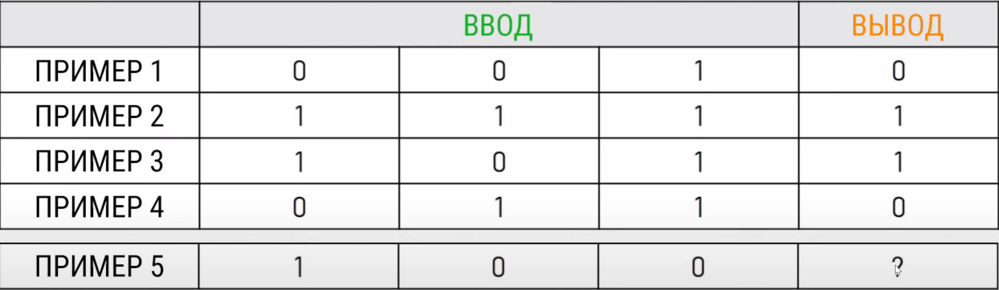 ВВОД ВЫВОД
ПРИМЕР 1 0 0 1 0
ПРИМЕР 2 1 1 1 1
ПРИМЕР 3 1 0 1 1
ПРИМЕР 4 0 1 1 0
ПРИМЕР 5 1 0 0 ?